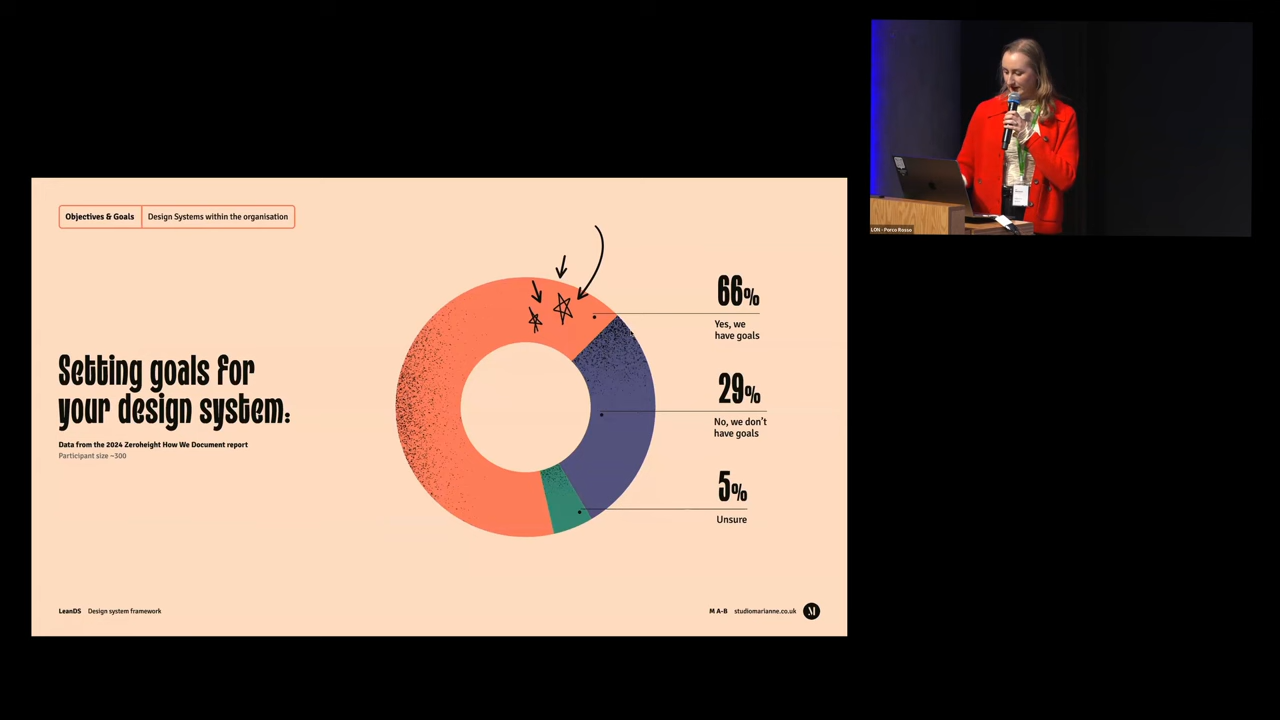 Objectives & Goals Design Systems within the organisation
Setting goals for
your design system:
Data from the 2024 Zeroheight How We Document report
Participant size ~300
66%
Yes, we
have goals
29%
No, we don't
have goals
5%
Unsure
LeanDS Design system framework
M A-B studiomarianne.co.uk M
LON - Porco Rosso